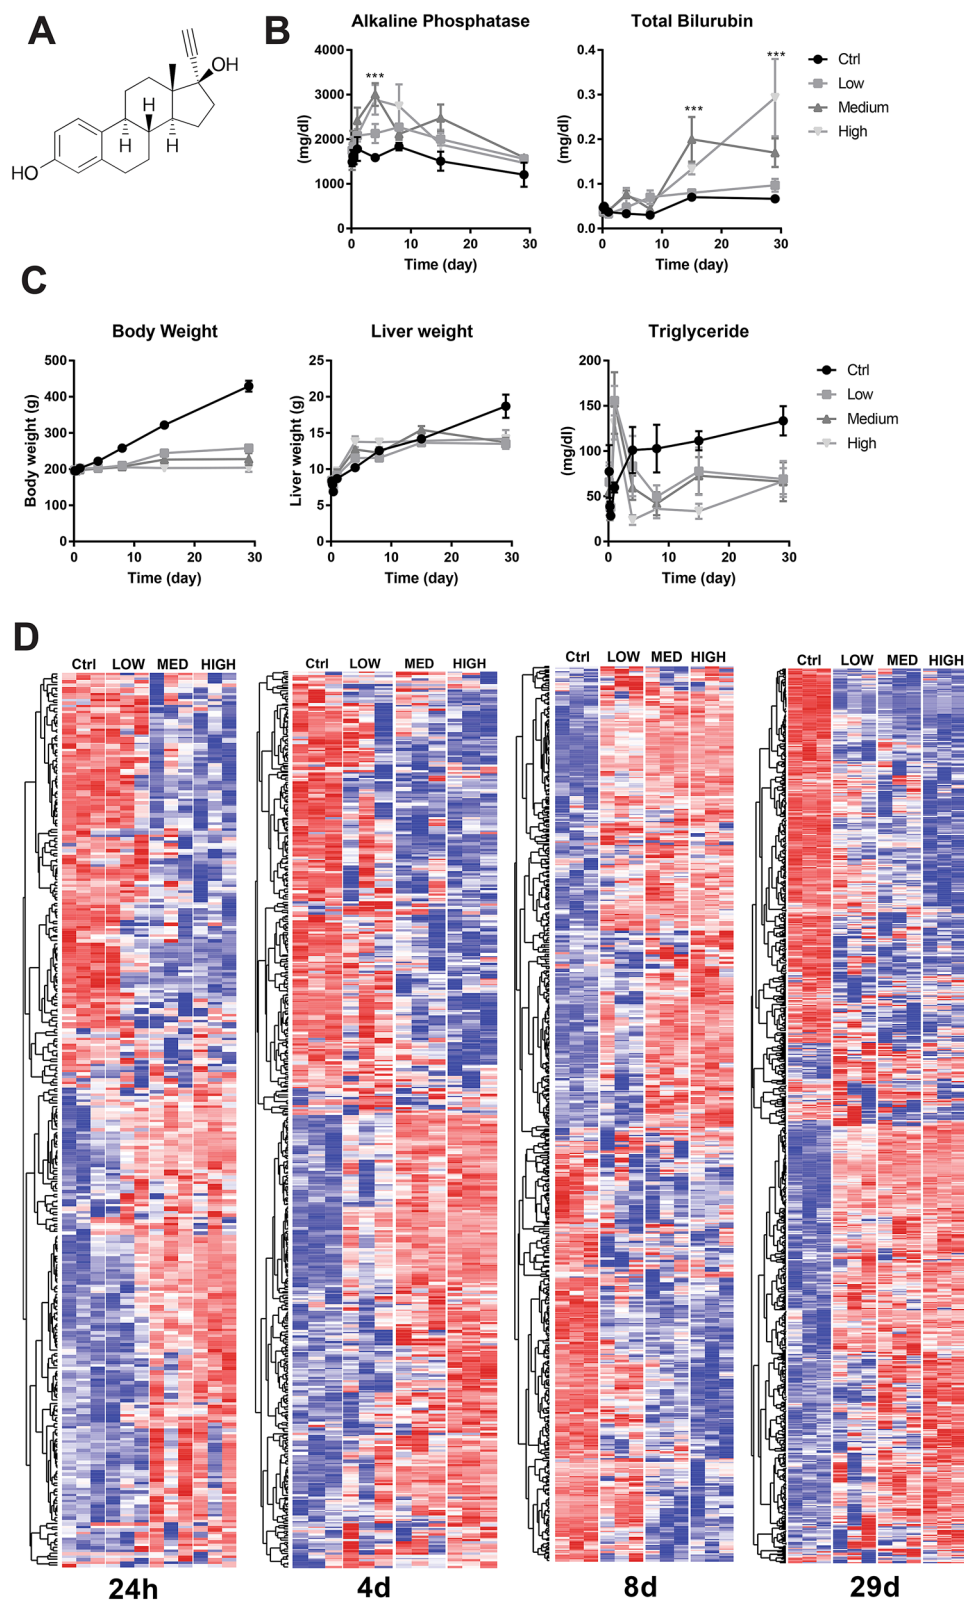 A
OH
H
H
H
HO
B
Alkaline Phosphatase
Total Bilurubin
4000
3000
2000
1000
0
(mg/dl)
***
0
10
20
30
Time (day)
0.4
0.3
0.2
0.1
0.0
(mg/dl)
***
***
0
10
20
30
Time (day)
Ctrl
Low
Medium
High
C
Body Weight
Liver weight
Triglyceride
500
400
300
200
100
0
Body weight (g)
0
10
20
30
Time (day)
25
20
15
10
5
0
Liver weight (g)
0
10
20
30
Time (day)
200
150
100
50
0
(mg/dl)
0
10
20
30
Time (day)
Ctrl
Low
Medium
High
D
Ctrl LOW MED HIGH
Ctrl LOW MED HIGH
Ctrl LOW MED HIGH
Ctrl LOW MED HIGH
24h
4d
8d
29d